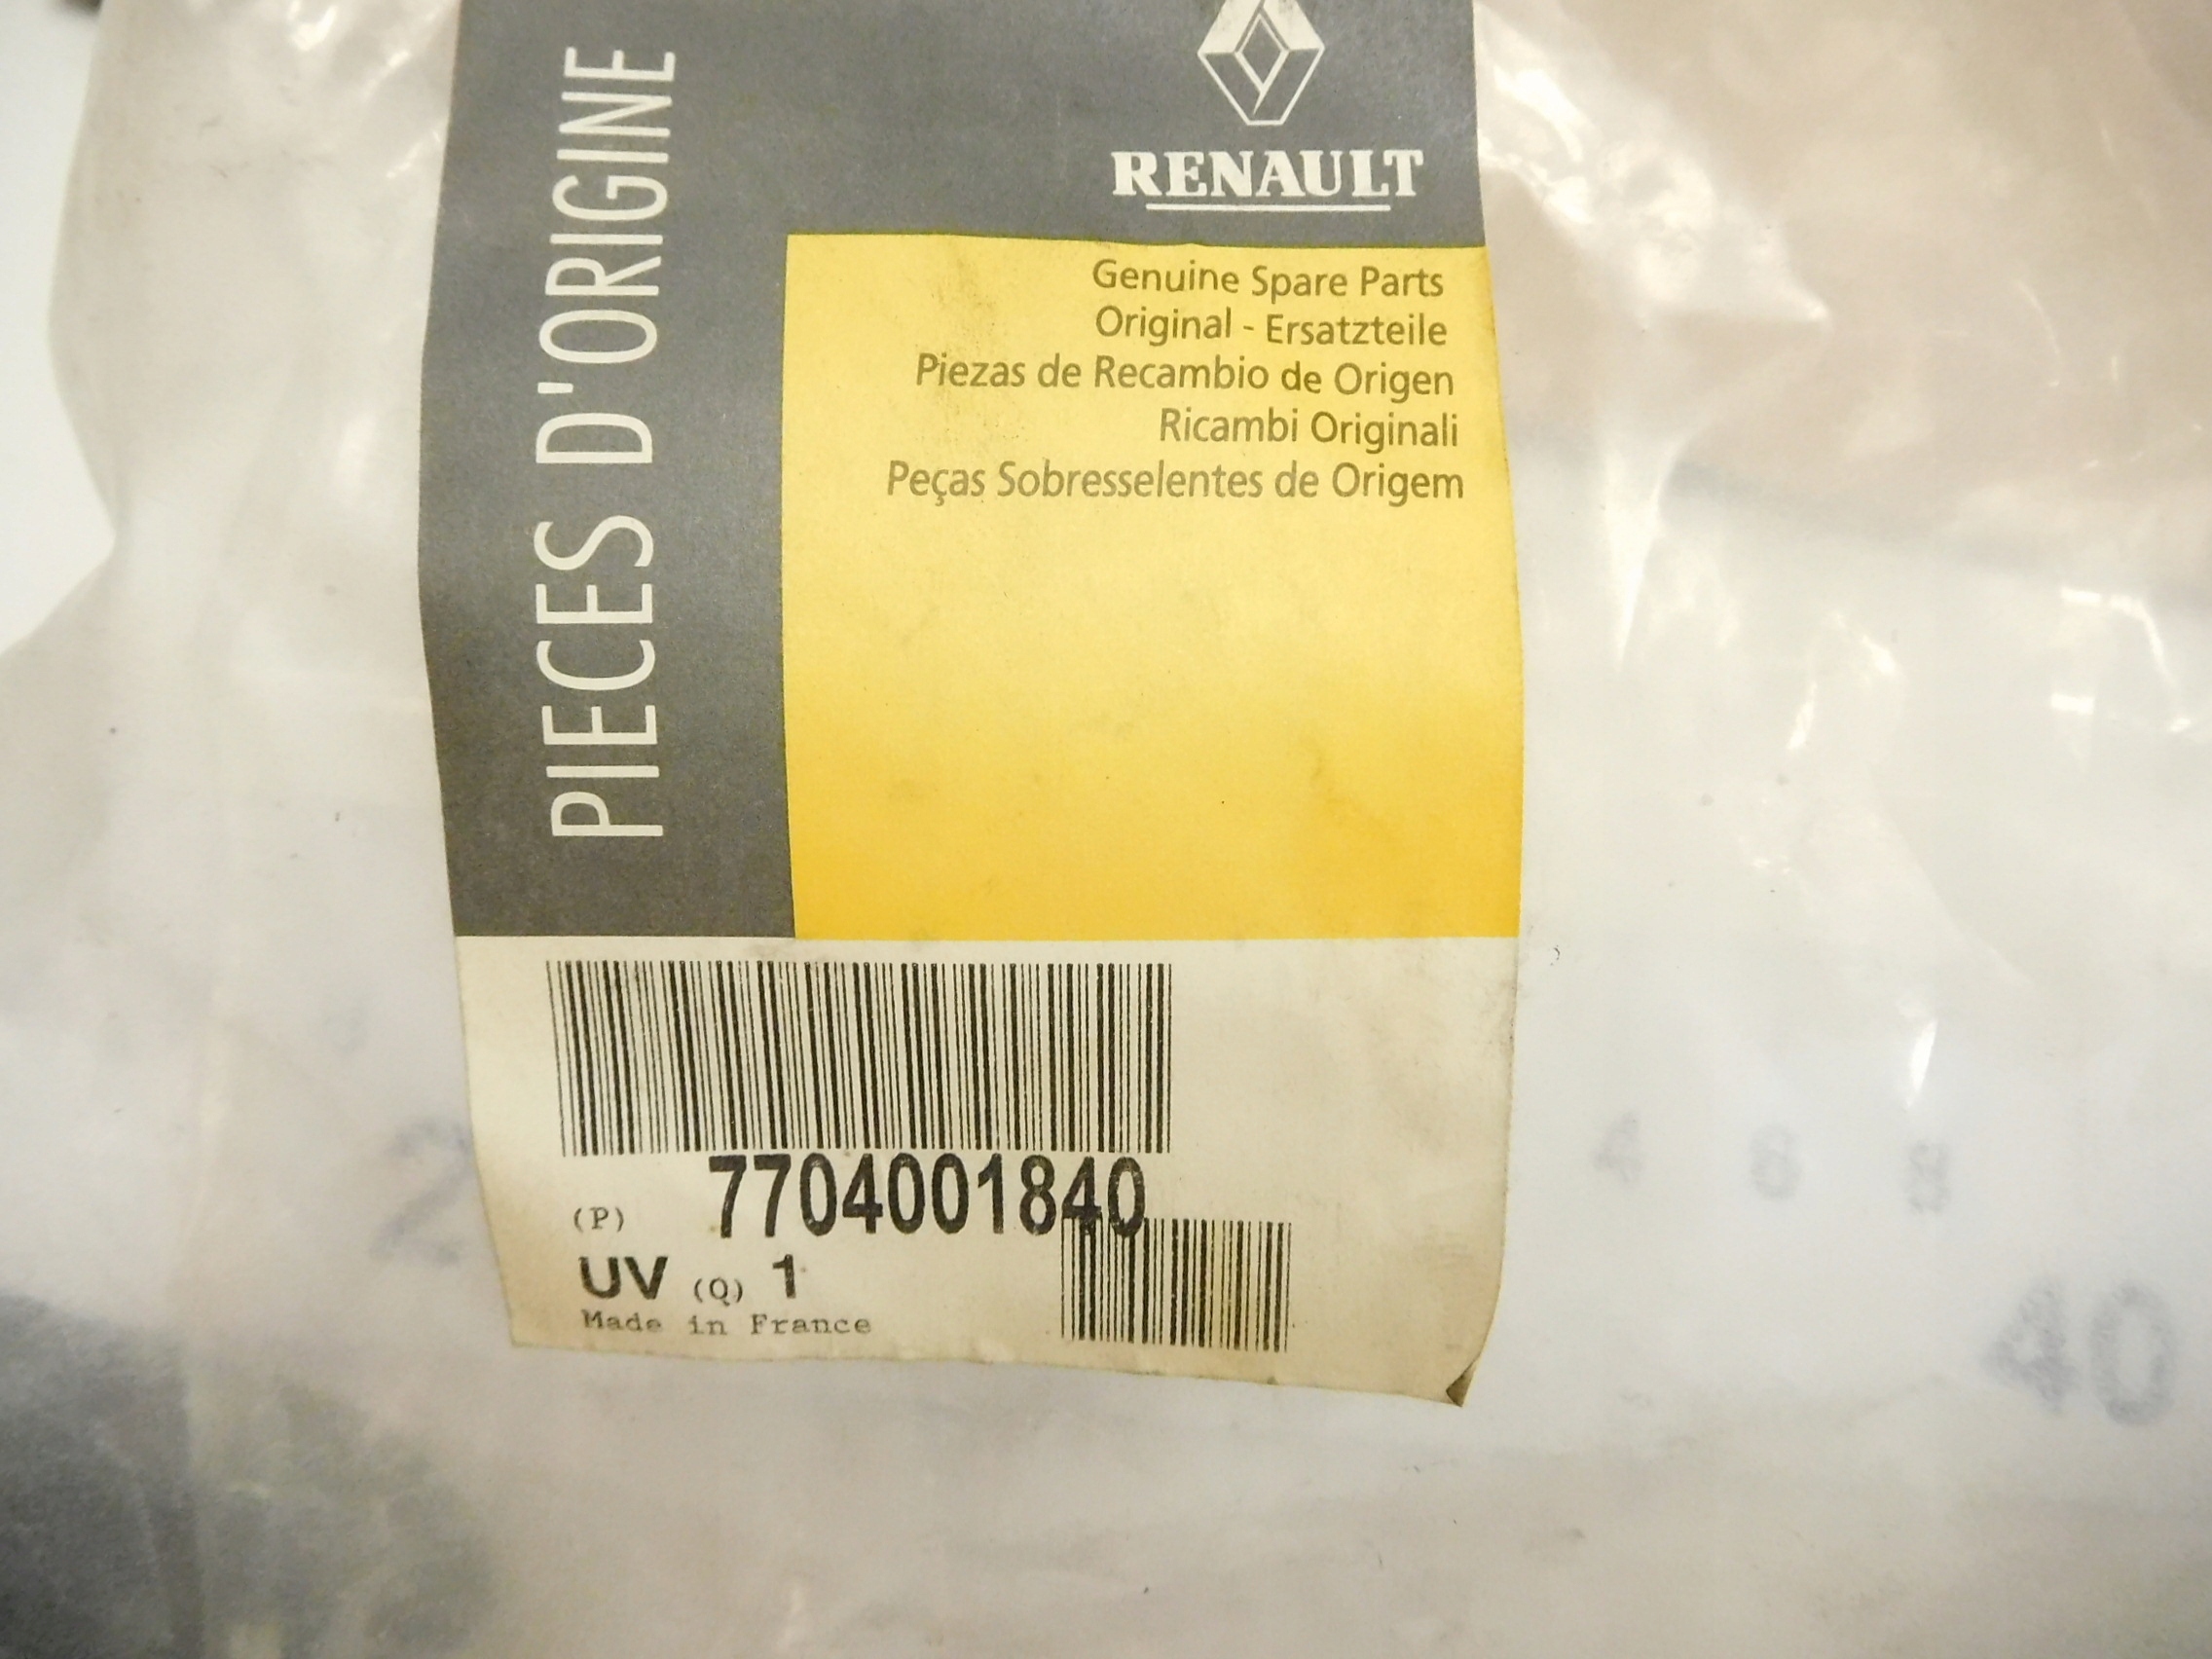 PIECES D'ORIGINE
RENAULT
Genuine Spare Parts
Original - Ersatzteile
Piezas de Recambio de Origen
Ricambi Originali
Peças Sobresselentes de Origem
(P) 7704001840
UV (Q) 1
Made in France
40